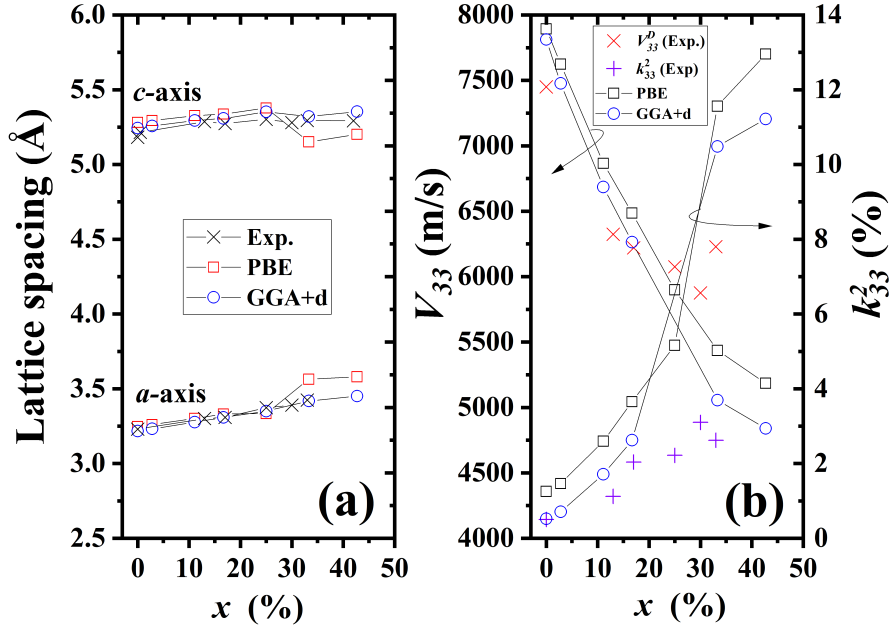 6.0
5.5
5.0
4.5
4.0
3.5
3.0
2.5
Lattice spacing (Å)
c-axis
Exp.
PBE
GGA+d
a-axis
(a)
0 10 20 30 40 50
x (%)
8000
7500
7000
6500
6000
5500
5000
4500
4000
V₃₃ (m/s)
V₃₃ᴰ (Exp.)
k₃₃² (Exp)
PBE
GGA+d
(b)
14
12
10
8
6
4
2
0
k₃₃² (%)
0 10 20 30 40 50
x (%)